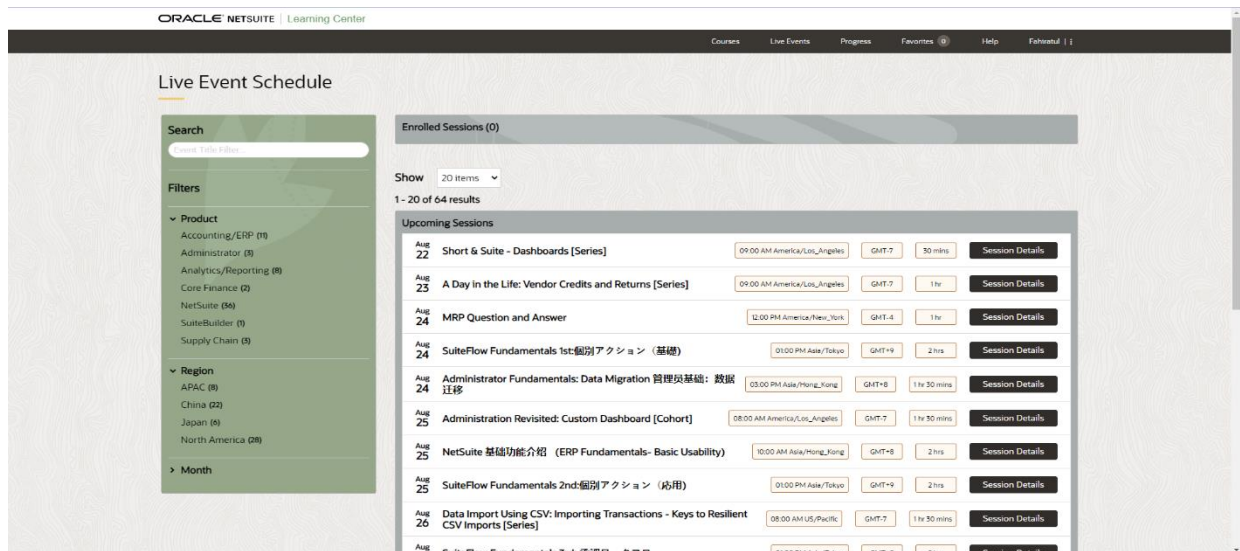 ORACLE NETSUITE | Learning Center
Courses Live Events Progress Favorites 0 Help Fahiratul
Live Event Schedule
Search
Event Title Filter...
Filters
Product
Accounting/ERP (11)
Administrator (3)
Analytics/Reporting (8)
Core Finance (2)
NetSuite (36)
SuiteBuilder (1)
Supply Chain (3)
Region
APAC (8)
China (22)
Japan (6)
North America (28)
Month
Enrolled Sessions (0)
Show 20 items
1 - 20 of 64 results
Upcoming Sessions
Aug 22 Short & Suite - Dashboards [Series] 09:00 AM America/Los_Angeles GMT-7 30 mins Session Details
Aug 23 A Day in the Life: Vendor Credits and Returns [Series] 09:00 AM America/Los_Angeles GMT-7 1 hr Session Details
Aug 24 MRP Question and Answer 12:00 PM America/New_York GMT-4 1 hr Session Details
Aug 24 SuiteFlow Fundamentals 1st:個別アクション（基礎) 01:00 PM Asia/Tokyo GMT+9 2 hrs Session Details
Aug 24 Administrator Fundamentals: Data Migration 管理员基础：数据
迁移 03:00 PM Asia/Hong_Kong GMT+8 1 hr 30 mins Session Details
Aug 25 Administration Revisited: Custom Dashboard [Cohort] 08:00 AM America/Los_Angeles GMT-7 1 hr 30 mins Session Details
Aug 25 NetSuite 基础功能介绍 （ERP Fundamentals- Basic Usability) 10:00 AM Asia/Hong_Kong GMT+8 2 hrs Session Details
Aug 25 SuiteFlow Fundamentals 2nd:個別アクション（応用) 01:00 PM Asia/Tokyo GMT+9 2 hrs Session Details
Aug 26 Data Import Using CSV: Importing Transactions - Keys to Resilient
CSV Imports [Series] 08:00 AM US/Pacific GMT-7 1 hr 30 mins Session Details
Aug